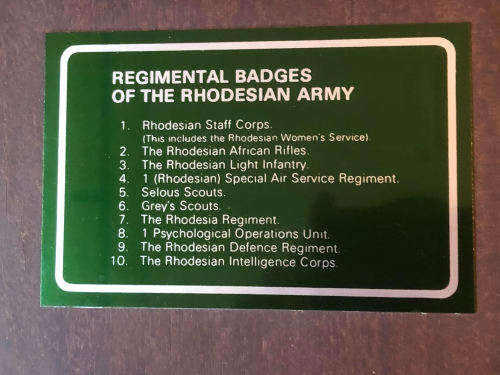 REGIMENTAL BADGES
OF THE RHODESIAN ARMY
1. Rhodesian Staff Corps.
(This includes the Rhodesian Women's Service).
2. The Rhodesian African Rifles.
3. The Rhodesian Light Infantry.
4. 1 (Rhodesian) Special Air Service Regiment.
5. Selous Scouts.
6. Grey's Scouts.
7. The Rhodesia Regiment.
8. 1 Psychological Operations Unit.
9. The Rhodesian Defence Regiment.
10. The Rhodesian Intelligence Corps.